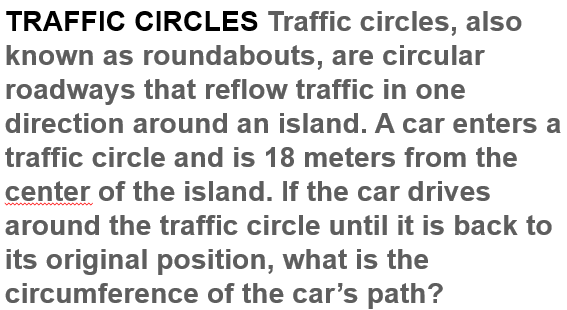 TRAFFIC CIRCLES Traffic circles, also
known as roundabouts, are circular
roadways that reflow traffic in one
direction around an island. A car enters a
traffic circle and is 18 meters from the
center of the island. If the car drives
around the traffic circle until it is back to
its original position, what is the
circumference of the car’s path?